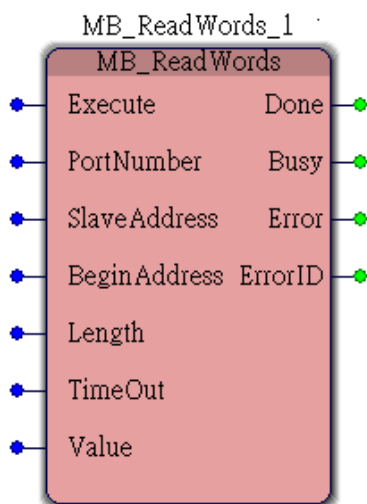 MB_ReadWords_1
MB_ReadWords
Execute Done
PortNumber Busy
SlaveAddress Error
BeginAddress ErrorID
Length
TimeOut
Value